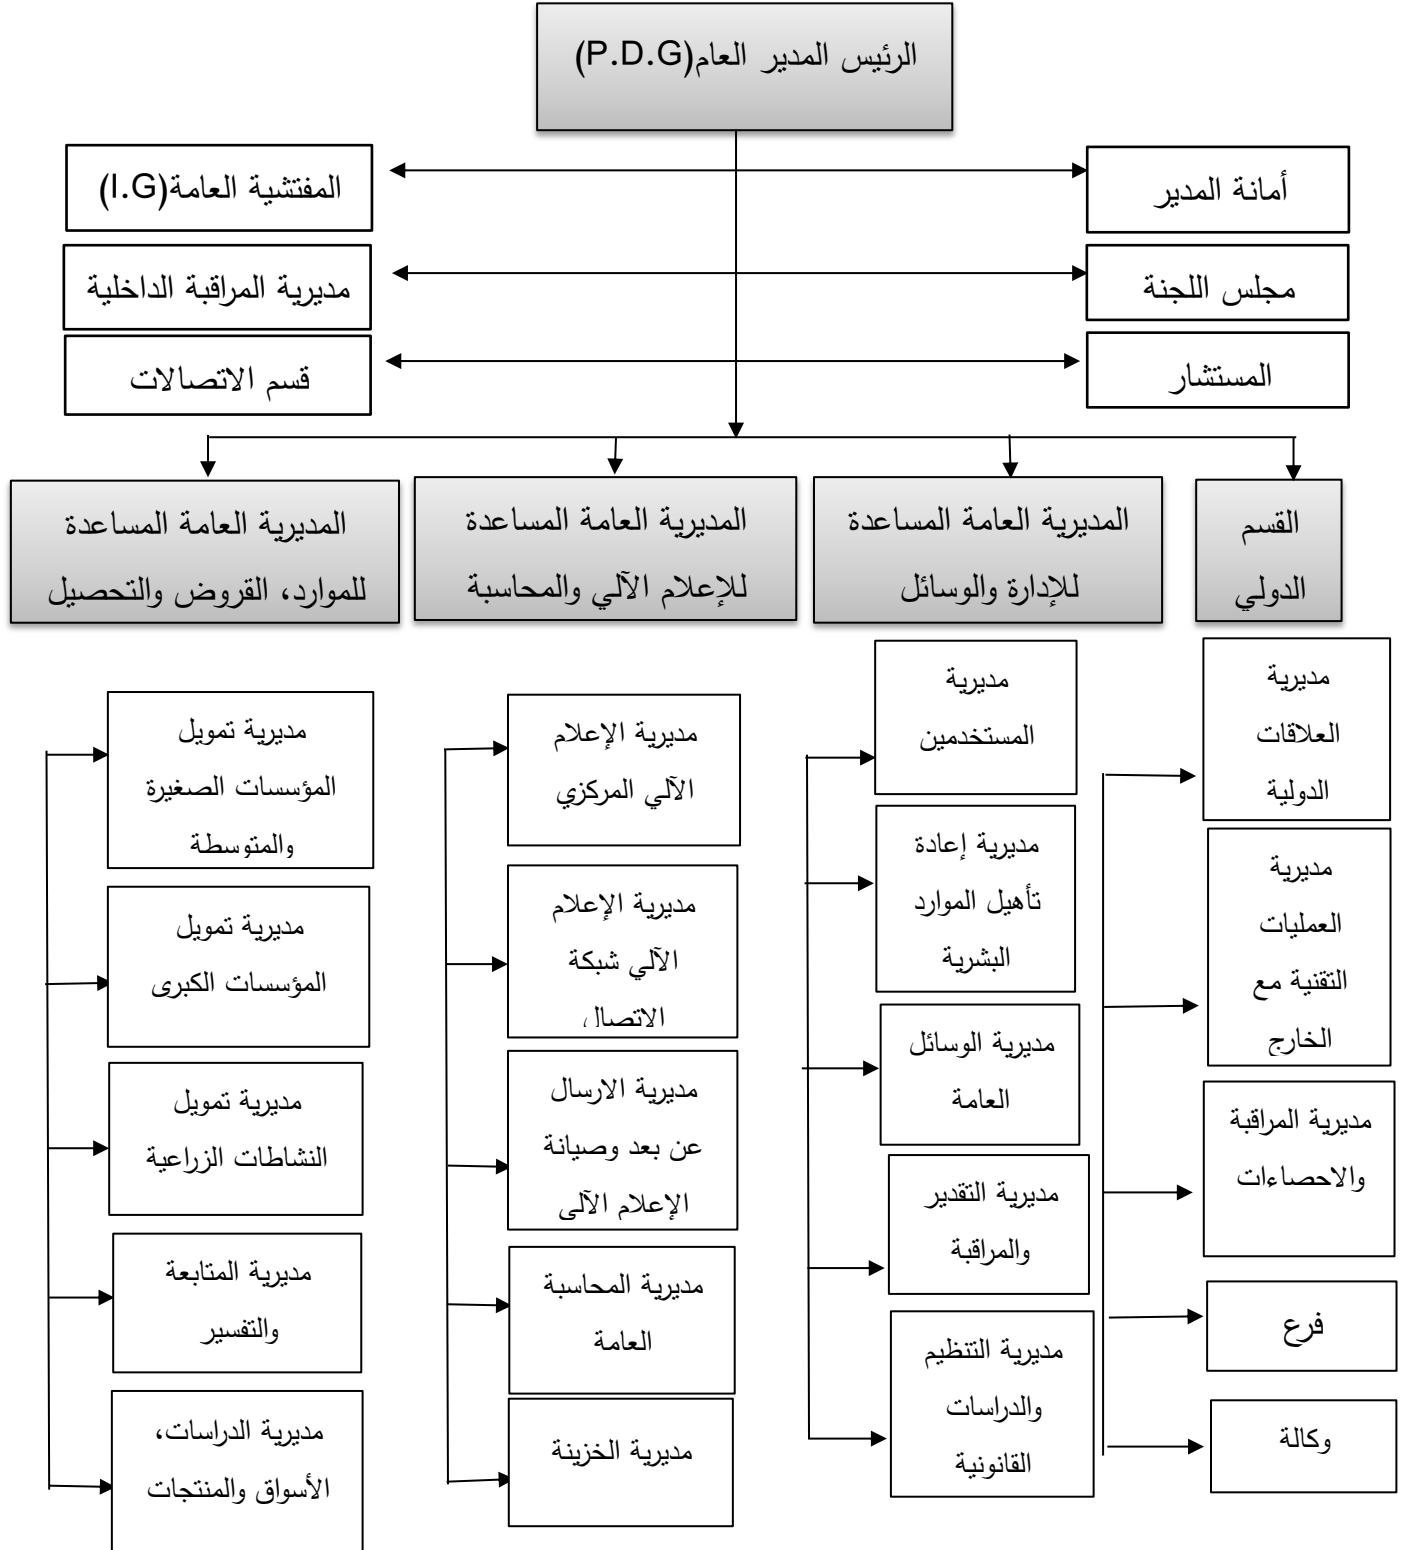 الرئيس المدير العام(P.D.G)
أمانة المدير
المفتشية العامة(I.G)
مجلس اللجنة
مديرية المراقبة الداخلية
المستشار
قسم الاتصالات
القسم
الدولي
المديرية العامة المساعدة
للإدارة والوسائل
المديرية العامة المساعدة
للإعلام الآلي والمحاسبة
المديرية العامة المساعدة
للموارد، القروض والتحصيل
مديرية
العلاقات
الدولية
مديرية
العمليات
التقنية مع
الخارج
مديرية المراقبة
والاحصاءات
فرع
وكالة
مديرية
المستخدمين
مديرية إعادة
تأهيل الموارد
البشرية
مديرية الوسائل
العامة
مديرية التقدير
والمراقبة
مديرية التنظيم
والدراسات
القانونية
مديرية الإعلام
الآلي المركزي
مديرية الإعلام
الآلي شبكة
الاتصال
مديرية الارسال
عن بعد وصيانة
الإعلام الآلي
مديرية المحاسبة
العامة
مديرية الخزينة
مديرية تمويل
المؤسسات الصغيرة
والمتوسطة
مديرية تمويل
المؤسسات الكبرى
مديرية تمويل
النشاطات الزراعية
مديرية المتابعة
والتفسير
مديرية الدراسات،
الأسواق والمنتجات